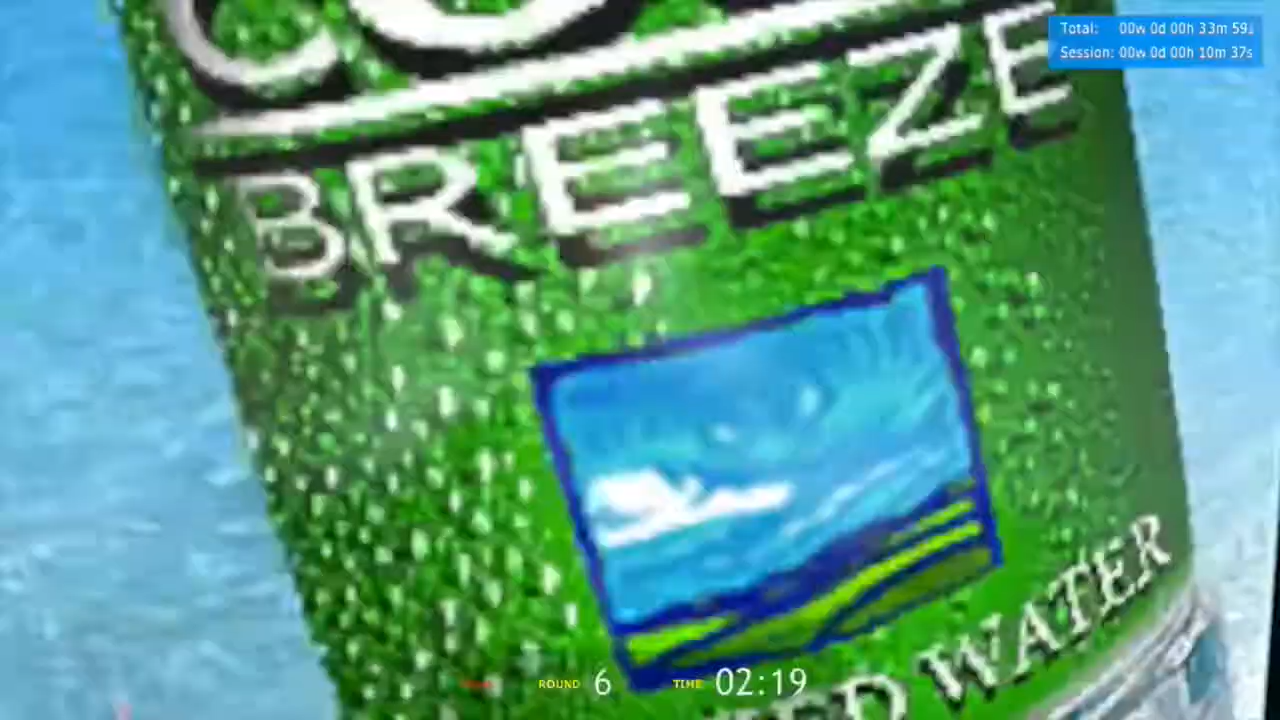 Total: 00w 0d 00h 33m 59s
Session: 00w 0d 00h 10m 37s
BREEZE
WATER
ROUND 6 TIME 02:19